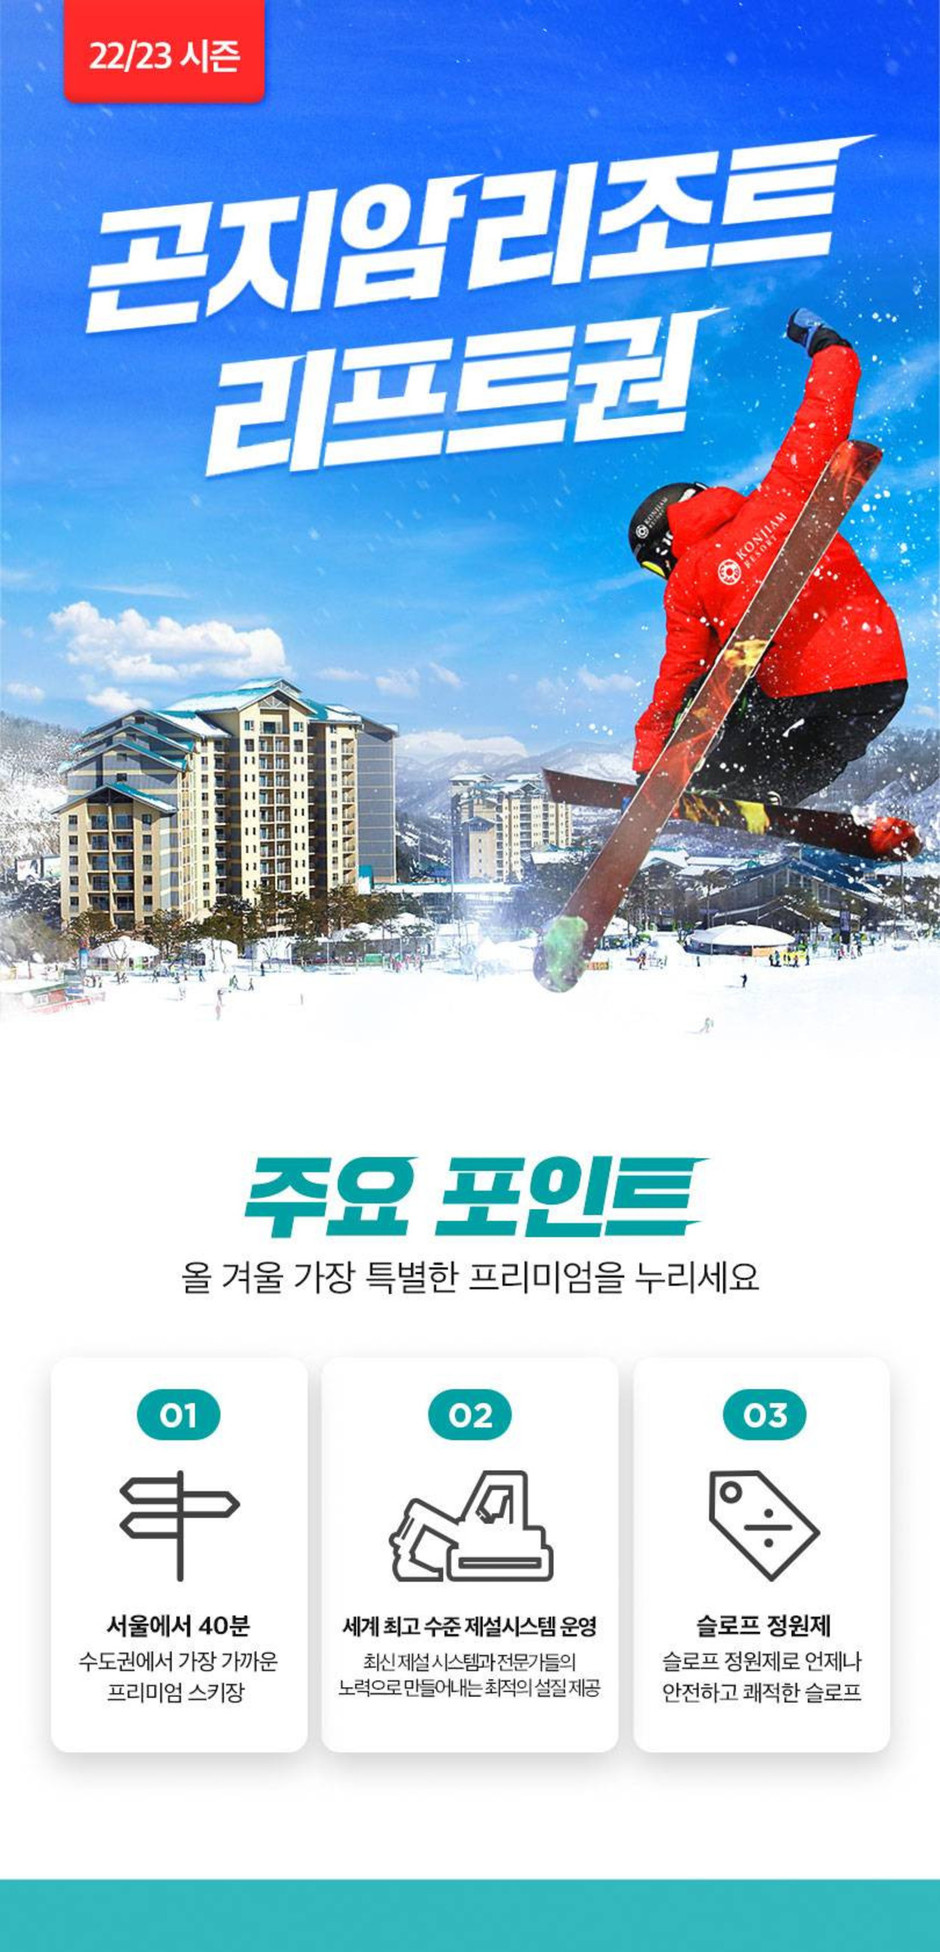 22/23 시즌
곤지암리조트
리프트권
KONJIAM
KONJIAM
RESORT
주요 포인트
올 겨울 가장 특별한 프리미엄을 누리세요
01
02
03
서울에서 40분
수도권에서 가장 가까운
프리미엄 스키장
세계 최고 수준 제설시스템 운영
최신 제설 시스템과 전문가들의
노력으로 만들어내는 최적의 설질 제공
슬로프 정원제
슬로프 정원제로 언제나
안전하고 쾌적한 슬로프